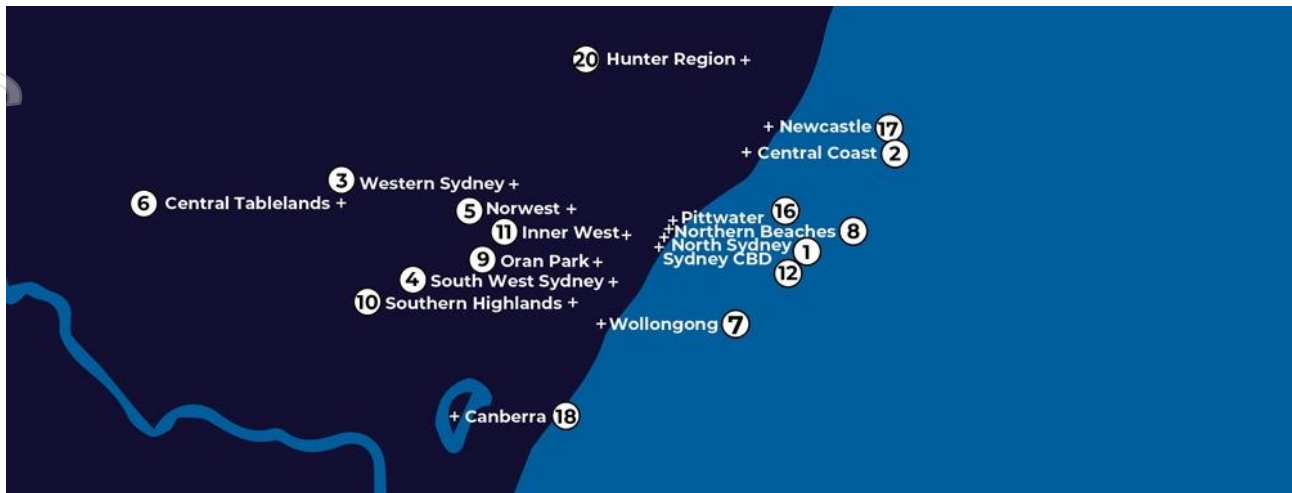 20 Hunter Region
Newcastle 17
Central Coast 2
3 Western Sydney
6 Central Tablelands
5 Norwest
Pittwater 16
11 Inner West
Northern Beaches 8
North Sydney 1
9 Oran Park
Sydney CBD 12
4 South West Sydney
10 Southern Highlands
Wollongong 7
Canberra 18